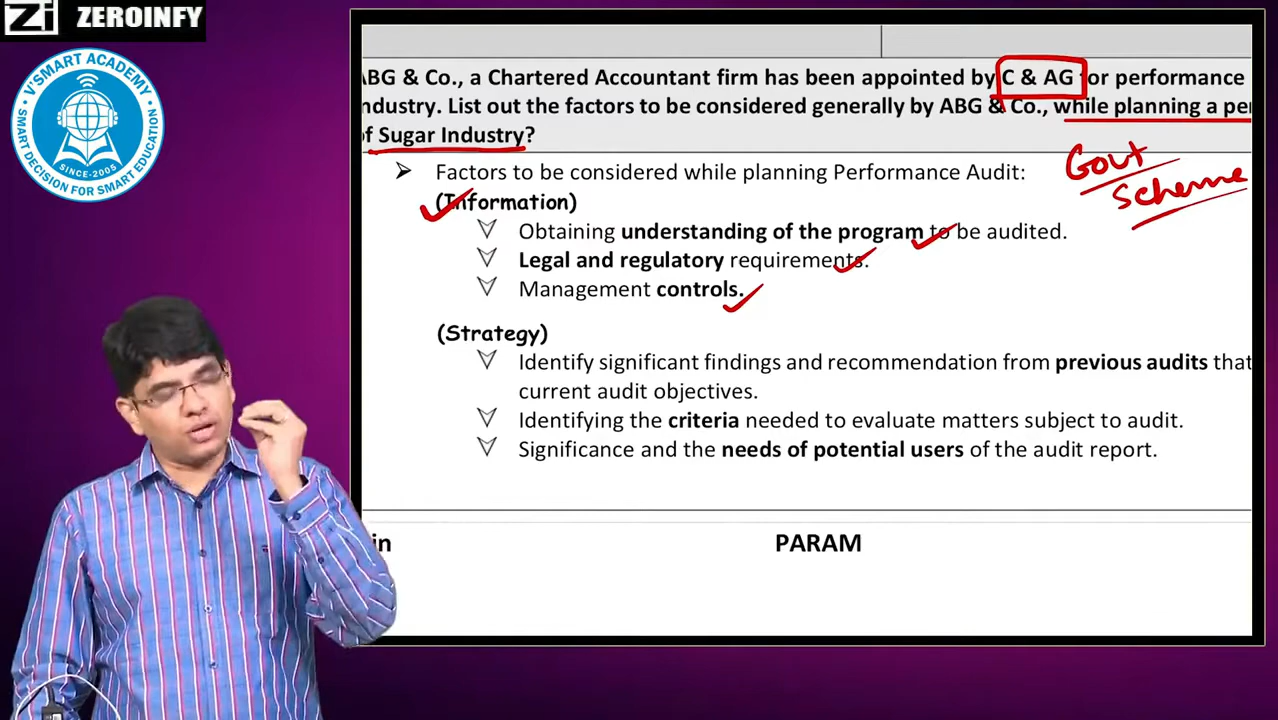 Zi ZEROINFY
V'SMART ACADEMY
SINCE-2005
SMART DECISION FOR SMART EDUCATION
ABG & Co., a Chartered Accountant firm has been appointed by C & AG for performance
industry. List out the factors to be considered generally by ABG & Co., while planning a per
of Sugar Industry?
Govt
Scheme
➤ Factors to be considered while planning Performance Audit:
(Information)
Obtaining understanding of the program to be audited.
Legal and regulatory requirements.
Management controls.
(Strategy)
Identify significant findings and recommendation from previous audits that
current audit objectives.
Identifying the criteria needed to evaluate matters subject to audit.
Significance and the needs of potential users of the audit report.
in PARAM